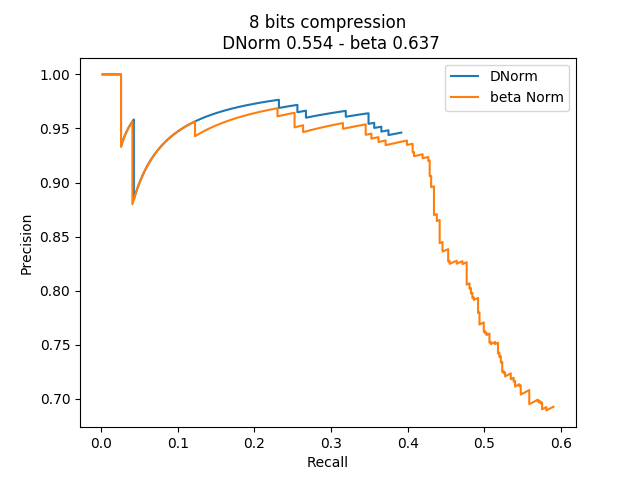 8 bits compression
DNorm 0.554 - beta 0.637
1.00
0.95
0.90
0.85
0.80
0.75
0.70
Precision
DNorm
beta Norm
0.0 0.1 0.2 0.3 0.4 0.5 0.6
Recall